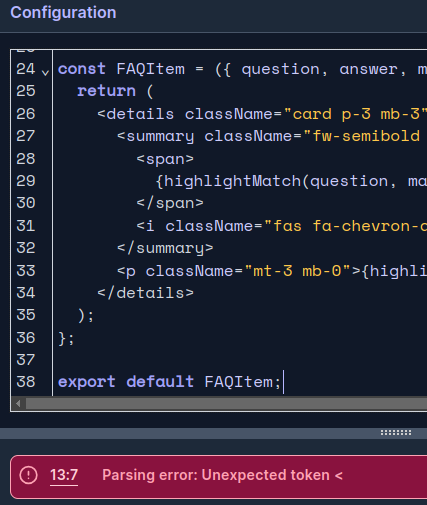 Configuration
24 const FAQItem = ({ question, answer, m
25 return (
26 <details className="card p-3 mb-3"
27 <summary className="fw-semibold
28 <span>
29 {highlightMatch(question, ma
30 </span>
31 <i className="fas fa-chevron-d
32 </summary>
33 <p className="mt-3 mb-0">{highli
34 </details>
35 );
36 };
37
38 export default FAQItem;
13:7 Parsing error: Unexpected token <